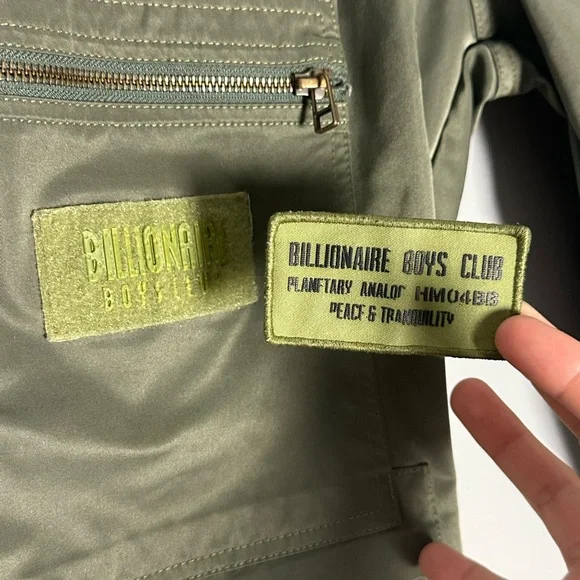 BILLIONAIRE
BILLIONAIRE BOYS CLUB
PLANETARY ANALOG HM04BB
PEACE & TRANQUILITY